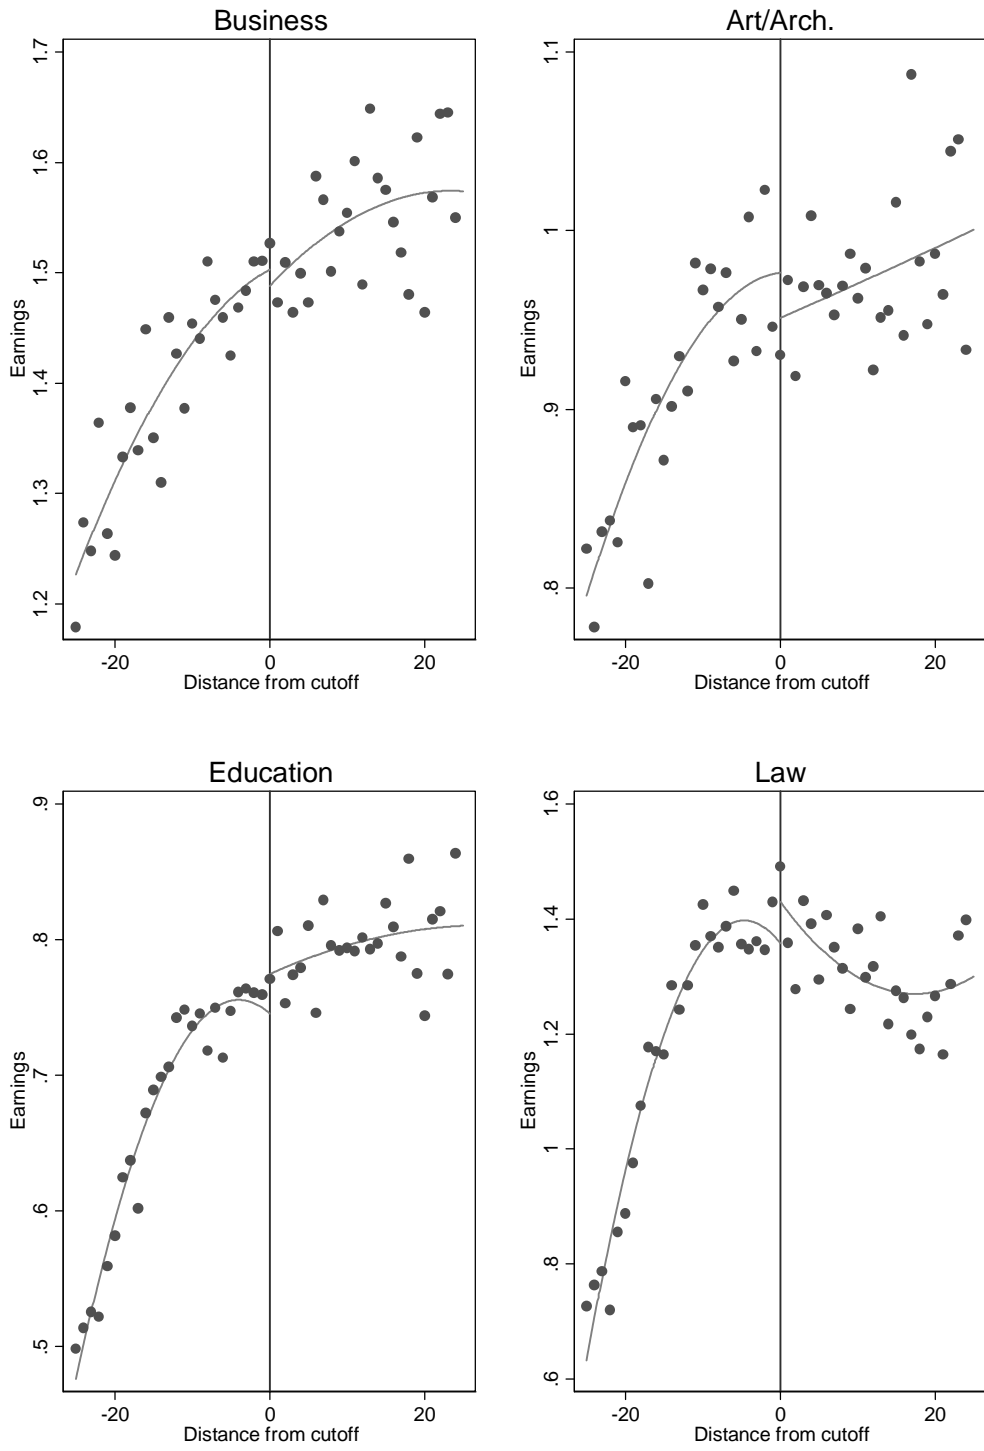 Business
Earnings
1.2 1.3 1.4 1.5 1.6 1.7
-20 0 20
Distance from cutoff
Art/Arch.
Earnings
.8 .9 1 1.1
-20 0 20
Distance from cutoff
Education
Earnings
.5 .6 .7 .8 .9
-20 0 20
Distance from cutoff
Law
Earnings
.6 .8 1 1.2 1.4 1.6
-20 0 20
Distance from cutoff